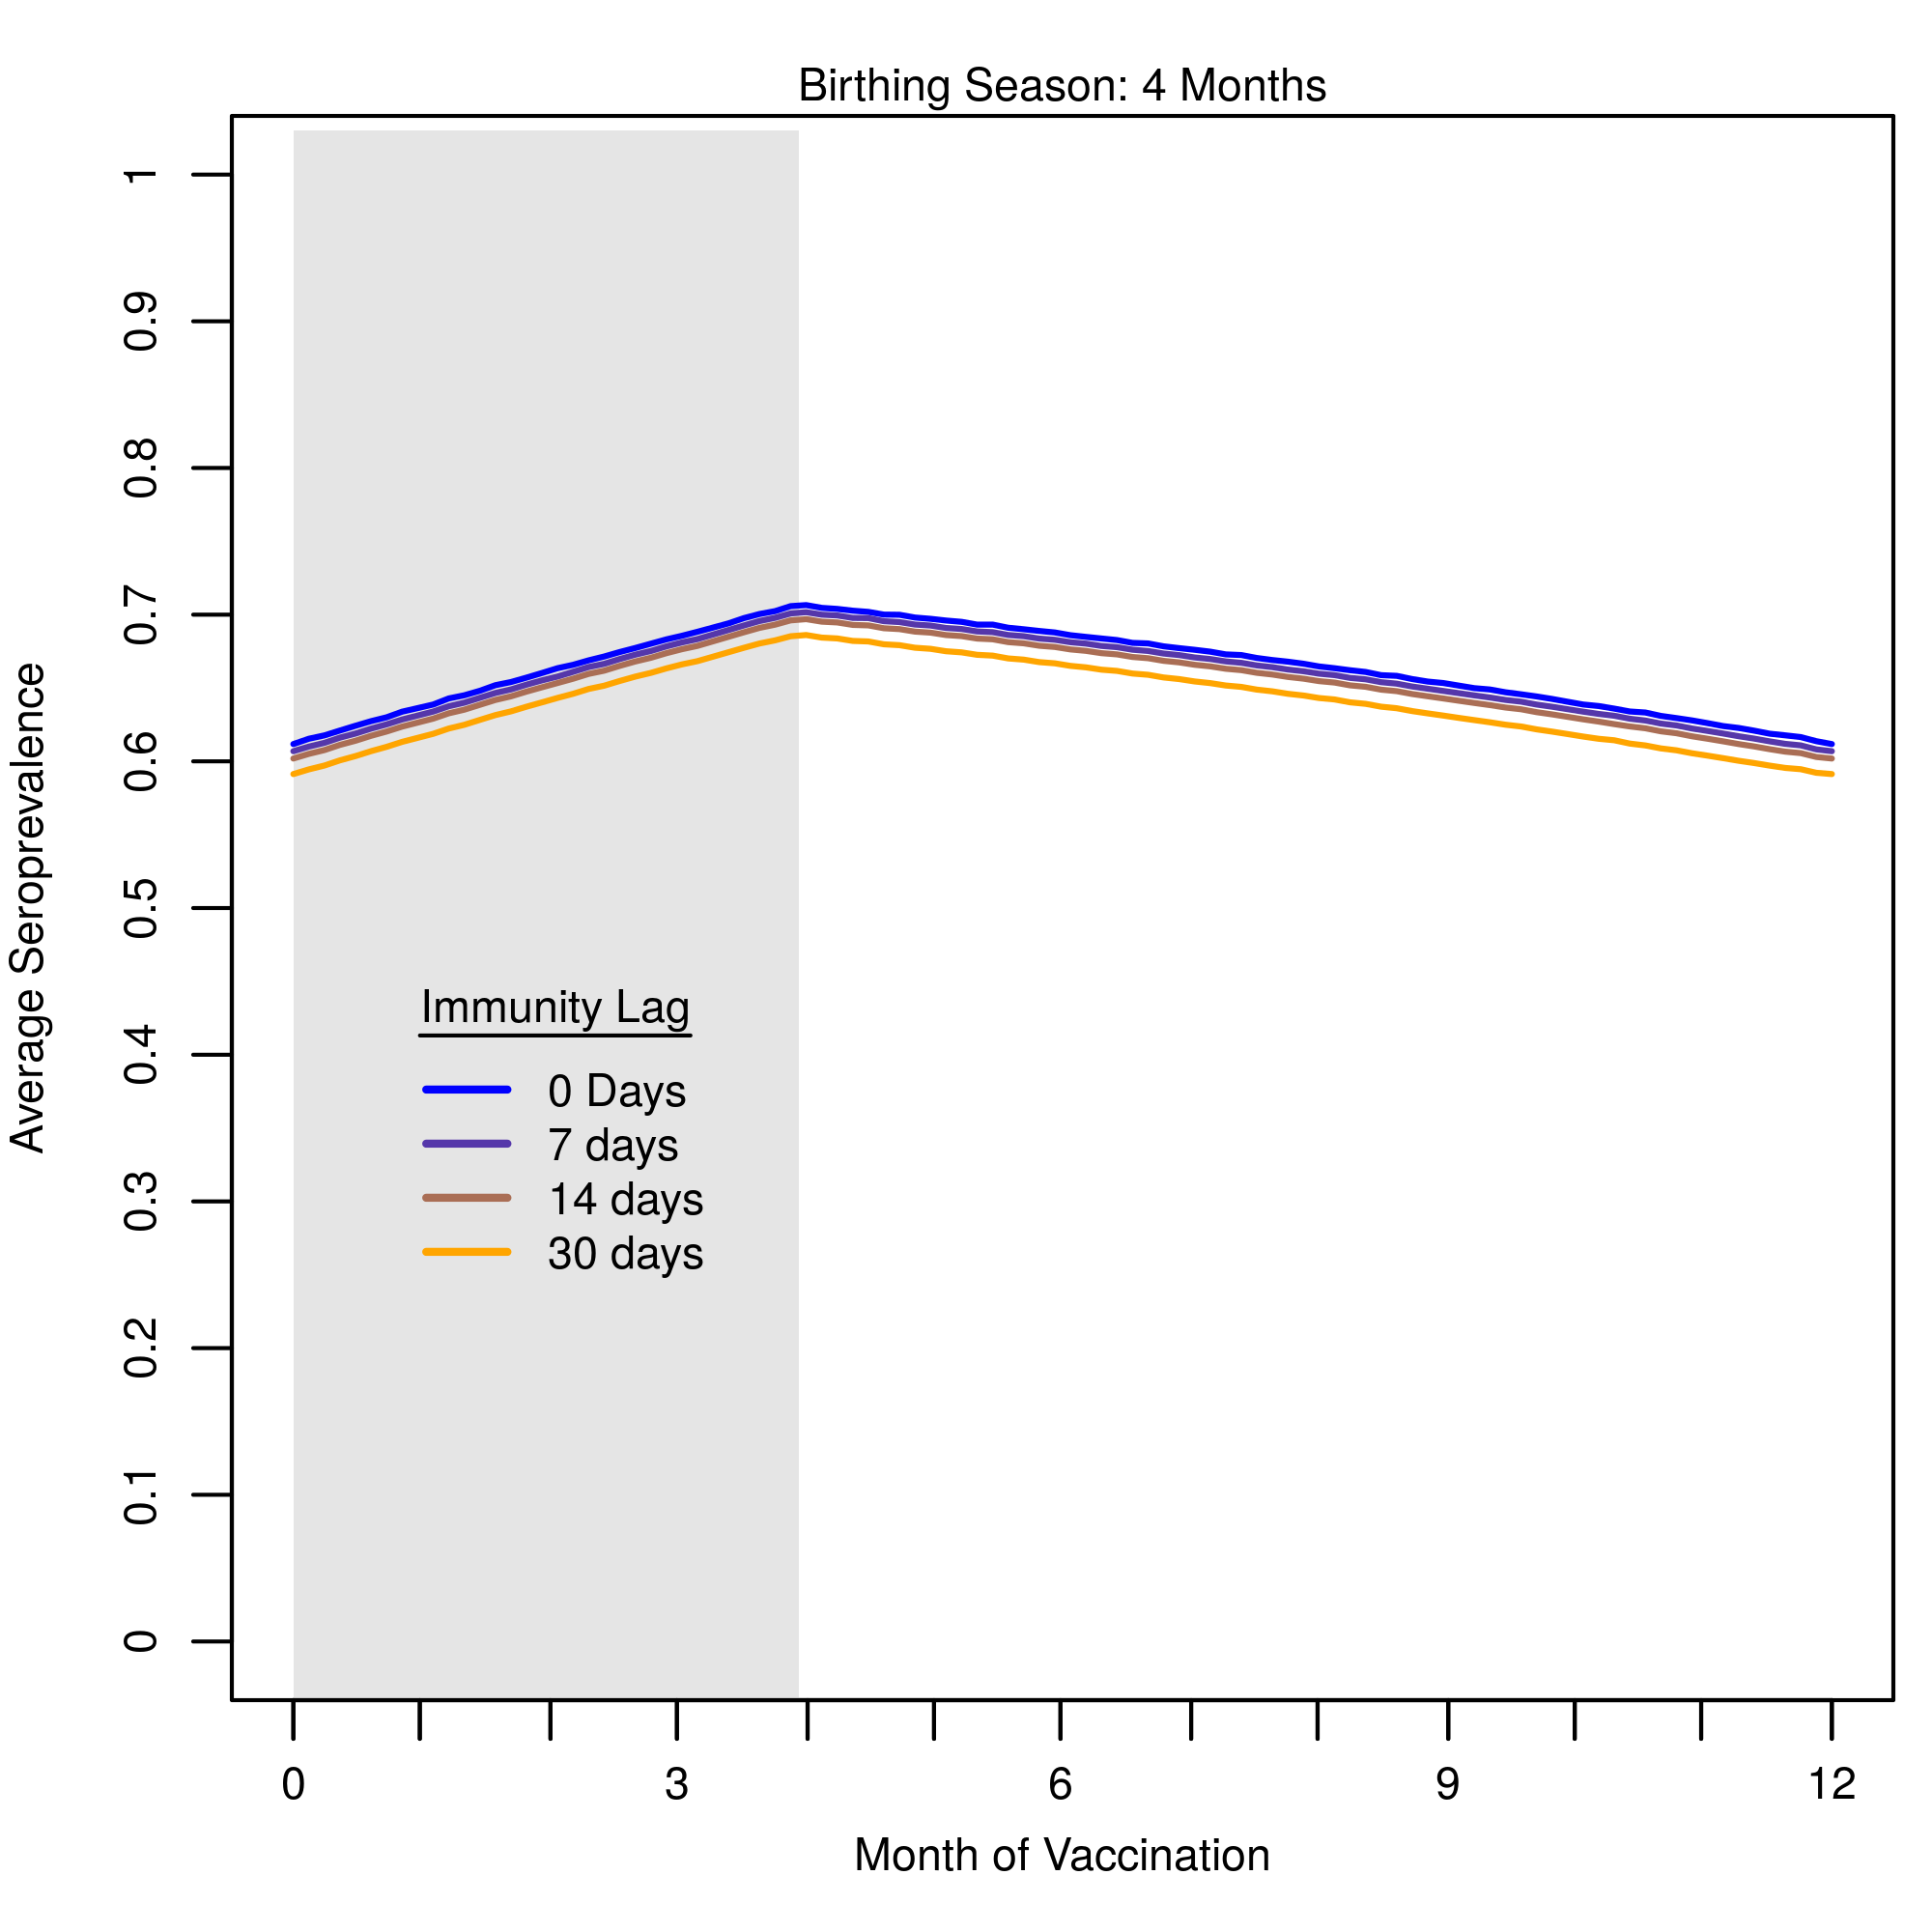 Birthing Season: 4 Months
Average Seroprevalence
1
0.9
0.8
0.7
0.6
0.5
0.4
0.3
0.2
0.1
0
Immunity Lag
0 Days
7 days
14 days
30 days
0 3 6 9 12
Month of Vaccination